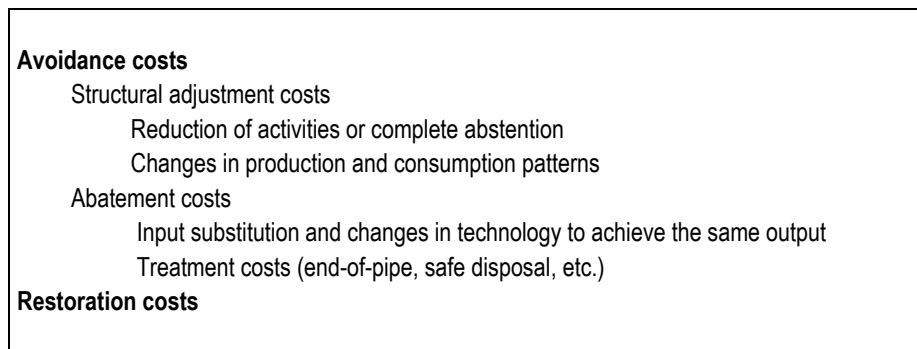 Avoidance costs
Structural adjustment costs
Reduction of activities or complete abstention
Changes in production and consumption patterns
Abatement costs
Input substitution and changes in technology to achieve the same output
Treatment costs (end-of-pipe, safe disposal, etc.)
Restoration costs